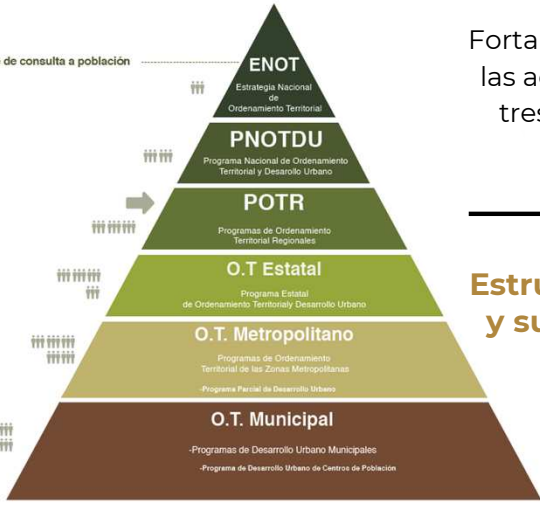 de consulta a población
ENOT
Estrategia Nacional
de
Ordenamiento Territorial
PNOTDU
Programa Nacional de Ordenamiento
Territorial y Desarollo Urbano
POTR
Programas de Ordenamiento
Territorial Regionales
O.T Estatal
Programa Estatal
de Ordenamiento Territorialy Desarrollo Urbano
O.T. Metropolitano
Programas de Ordenamiento
Territorial de las Zonas Metropolitanas
-Programa Parcial de Desarrollo Urbano
O.T. Municipal
-Programas de Desarrollo Urbano Municipales
-Programa de Desarrollo Urbano de Centros de Población
Forta
las a
tres
Estru
y su